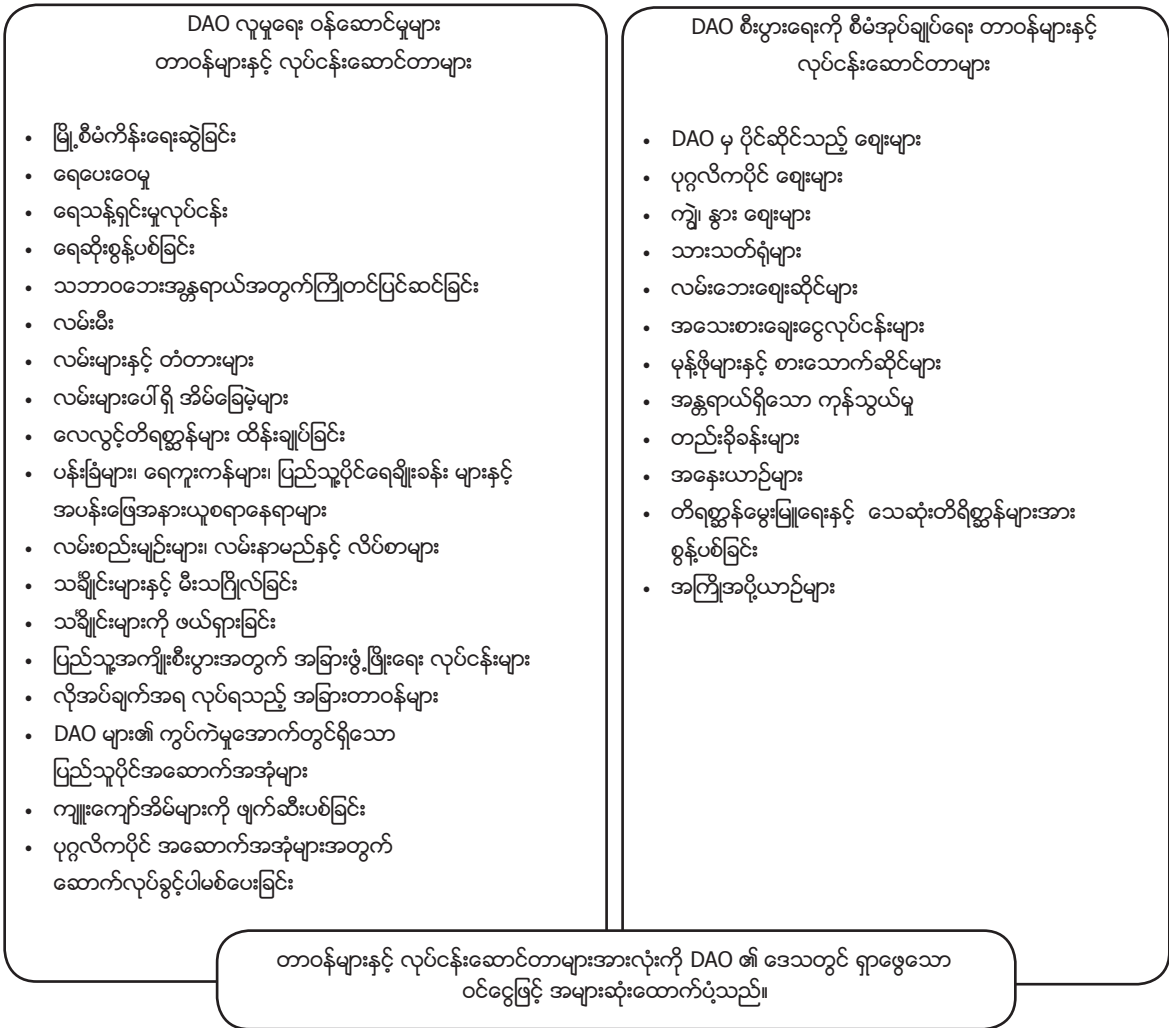 DAO လူမှုရေး ဝန်ဆောင်မှုများ
တာဝန်များနှင့် လုပ်ငန်းဆောင်တာများ
• မြို့စီမံကိန်းရေးဆွဲခြင်း
• ရေပေးဝေမှု
• ရေသန့်ရှင်းမှုလုပ်ငန်း
• ရေဆိုးစွန့်ပစ်ခြင်း
• သဘာဝဘေးအန္တရာယ်အတွက်ကြိုတင်ပြင်ဆင်ခြင်း
• လမ်းမီး
• လမ်းများနှင့် တံတားများ
• လမ်းများပေါ်ရှိ အိမ်ခြေမဲ့များ
• လေလွင့်တိရစ္ဆာန်များ ထိန်းချုပ်ခြင်း
• ပန်းခြံများ၊ ရေကူးကန်များ၊ ပြည်သူ့ပိုင်ရေချိုးခန်း များနှင့်
အပန်းဖြေအနားယူစရာနေရာများ
• လမ်းစည်းမျဉ်းများ၊ လမ်းနာမည်နှင့် လိပ်စာများ
• သင်္ချိုင်းများနှင့် မီးသင်္ဂြိုလ်ခြင်း
• သင်္ချိုင်းများကို ဖယ်ရှားခြင်း
• ပြည်သူ့အကျိုးစီးပွားအတွက် အခြားဖွံ့ဖြိုးရေး လုပ်ငန်းများ
• လိုအပ်ချက်အရ လုပ်ရသည့် အခြားတာဝန်များ
• DAO များ၏ ကွပ်ကဲမှုအောက်တွင်ရှိသော
ပြည်သူပိုင်အဆောက်အအုံများ
• ကျူးကျော်အိမ်များကို ဖျက်ဆီးပစ်ခြင်း
• ပုဂ္ဂလိကပိုင် အဆောက်အအုံများအတွက်
ဆောက်လုပ်ခွင့်ပါမစ်ပေးခြင်း
DAO စီးပွားရေးကို စီမံအုပ်ချုပ်ရေး တာဝန်များနှင့်
လုပ်ငန်းဆောင်တာများ
• DAO မှ ပိုင်ဆိုင်သည့် ဈေးများ
• ပုဂ္ဂလိကပိုင် ဈေးများ
• ကျွဲ၊ နွား ဈေးများ
• သားသတ်ရုံများ
• လမ်းဘေးဈေးဆိုင်များ
• အသေးစားချေးငွေလုပ်ငန်းများ
• မုန့်ဖိုများနှင့် စားသောက်ဆိုင်များ
• အန္တရာယ်ရှိသော ကုန်သွယ်မှု
• တည်းခိုခန်းများ
• အနှေးယာဉ်များ
• တိရစ္ဆာန်မွေးမြူရေးနှင့် သေဆုံးတိရိစ္ဆာန်များအား
စွန့်ပစ်ခြင်း
• အကြိုအပို့ယာဉ်များ
တာဝန်များနှင့် လုပ်ငန်းဆောင်တာများအားလုံးကို DAO ၏ ဒေသတွင် ရှာဖွေသော
ဝင်ငွေဖြင့် အများဆုံးထောက်ပံ့သည်။